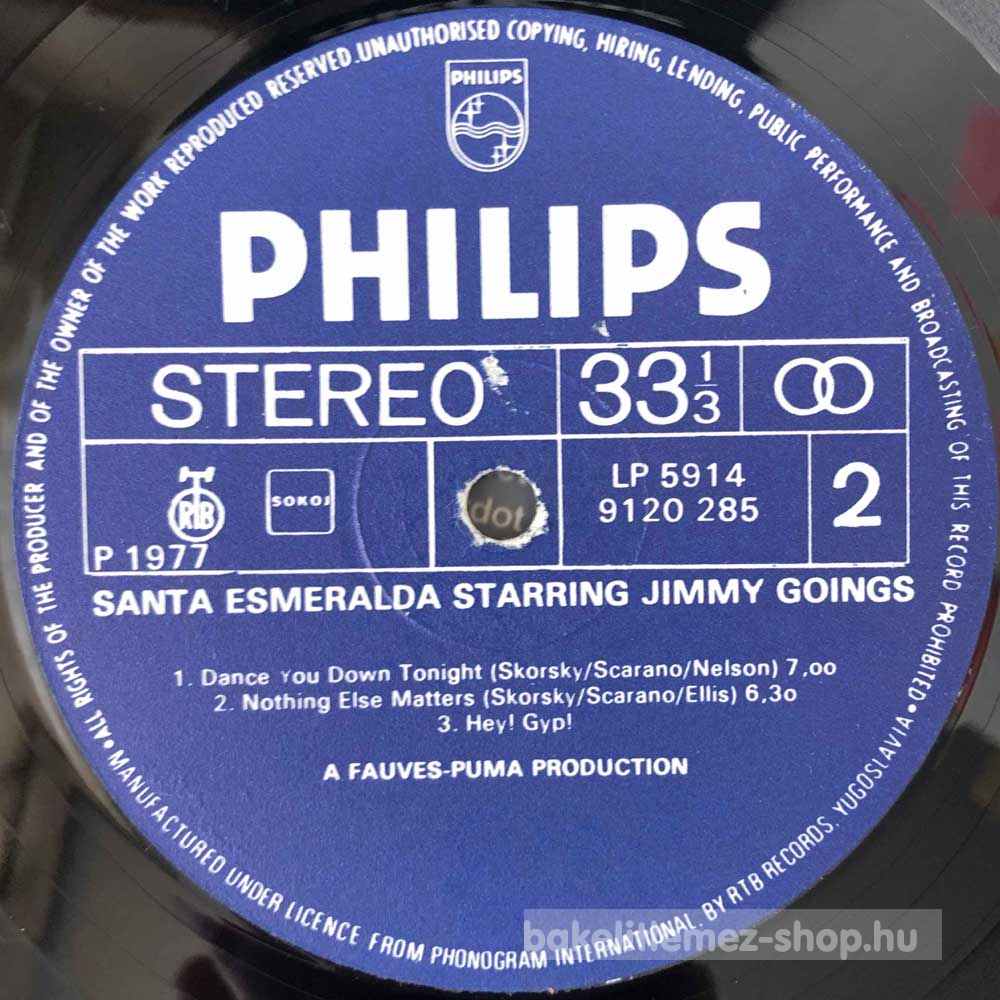 •ALL RIGHTS OF THE PRODUCER AND OF THE OWNER OF THE WORK REPRODUCED RESERVED.UNAUTHORISED COPYING, HIRING, LENDING, PUBLIC PERFORMANCE AND BROADCASTING OF THIS RECORD PROHIBITED.•
PHILIPS
PHILIPS
STEREO
33 1/3
RTB
SOKOJ
LP 5914
9120 285
2
P 1977
dot
SANTA ESMERALDA STARRING JIMMY GOINGS
1. Dance You Down Tonight (Skorsky/Scarano/Nelson) 7,00
2. Nothing Else Matters (Skorsky/Scarano/Ellis) 6,30
3. Hey! Gyp!
A FAUVES-PUMA PRODUCTION
MANUFACTURED UNDER LICENCE FROM PHONOGRAM INTERNATIONAL. BY RTB RECORDS. YUGOSLAVIA.
bakelitlemez-shop.hu